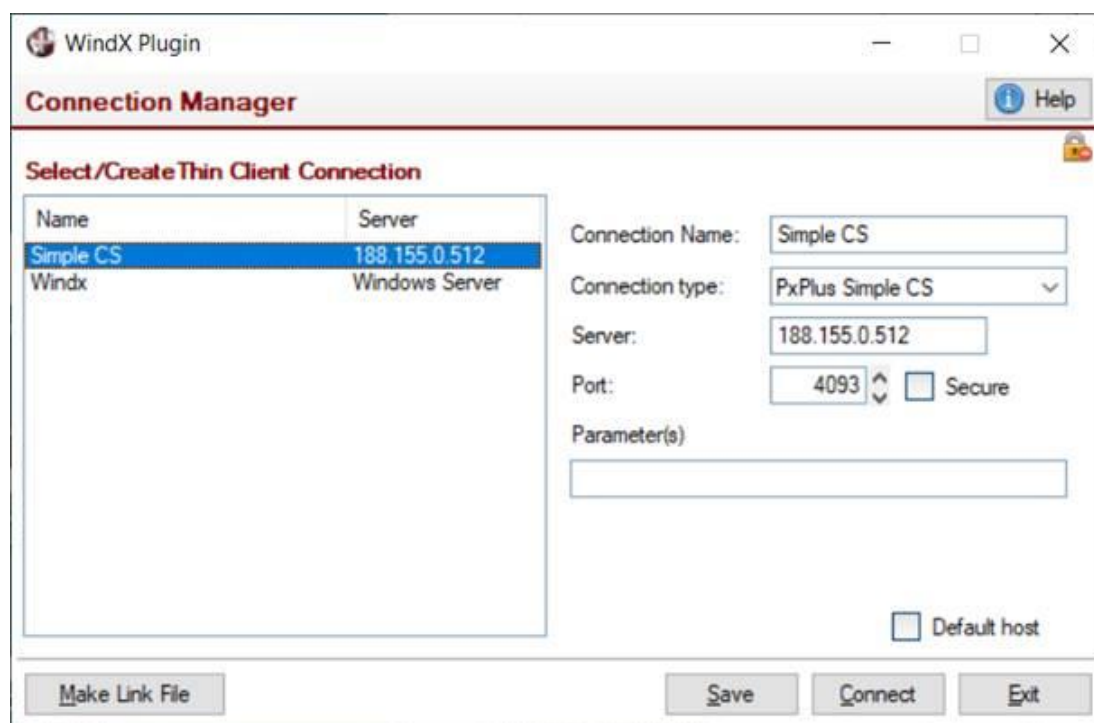 WindX Plugin
Connection Manager
Help
Select/Create Thin Client Connection
Name Server
Simple CS 188.155.0.512
Windx Windows Server
Connection Name: Simple CS
Connection type: PxPlus Simple CS
Server: 188.155.0.512
Port: 4093 Secure
Parameter(s)
Default host
Make Link File Save Connect Exit